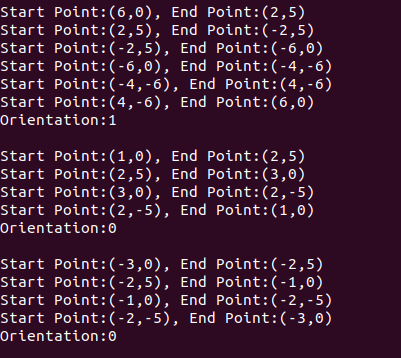 Start Point:(6,0), End Point:(2,5)
Start Point:(2,5), End Point:(-2,5)
Start Point:(-2,5), End Point:(-6,0)
Start Point:(-6,0), End Point:(-4,-6)
Start Point:(-4,-6), End Point:(4,-6)
Start Point:(4,-6), End Point:(6,0)
Orientation:1

Start Point:(1,0), End Point:(2,5)
Start Point:(2,5), End Point:(3,0)
Start Point:(3,0), End Point:(2,-5)
Start Point:(2,-5), End Point:(1,0)
Orientation:0

Start Point:(-3,0), End Point:(-2,5)
Start Point:(-2,5), End Point:(-1,0)
Start Point:(-1,0), End Point:(-2,-5)
Start Point:(-2,-5), End Point:(-3,0)
Orientation:0